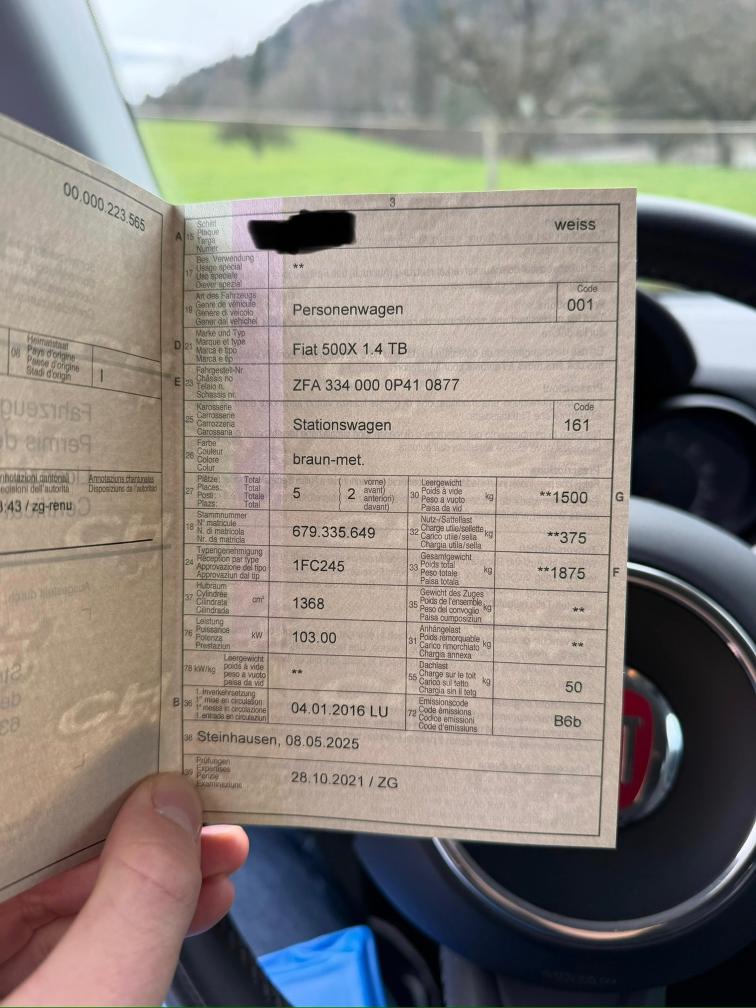 00.000.223.565
08 Heimatstaat
Pays d'origine
Paese d'origine
Stadi d'origin
I
Annotaziuns chantunalas
Disposiziuns da l'autoritad
/ zg-renu
3
A 15 Schild
Plaque
Targa
Numer
weiss
17 Bes. Verwendung
Usage spécial
Uso speciale
Diever spezial
**
19 Art des Fahrzeugs
Genre de véhicule
Genere di veicolo
Gener dal vehichel
Personenwagen
Code
001
D 21 Marke und Typ
Marque et type
Marca e tipo
Marca e tip
Fiat 500X 1.4 TB
E 23 Fahrgestell-Nr.
Châssis no
Telaio n.
Schassis nr.
ZFA 334 000 0P41 0877
25 Karosserie
Carrosserie
Carrozzeria
Carossaria
Stationswagen
Code
161
26 Farbe
Couleur
Colore
Colur
braun-met.
27 Plätze: Total
Places: Total
Posti: Totale
Plazs: Total
5
2
vorne)
avant)
anteriori)
davant)
30 Leergewicht
Poids à vide
Peso a vuoto
Paisa da vid
kg
**1500
G
18 Stammnummer
N° matricule
N. di matricola
Nr. da matricla
679.335.649
32 Nutz-/Sattellast
Charge utile/sellette
Carico utile/sella
Chargia utila/sella
kg
**375
24 Typengenehmigung
Réception par type
Approvazione del tipo
Approvaziun dal tip
1FC245
33 Gesamtgewicht
Poids total
Peso totale
Paisa totala
kg
**1875
F
37 Hubraum
Cylindrée
Cilindrata
Cilindrada
cm³
1368
35 Gewicht des Zuges
Poids de l'ensemble
Peso del convoglio
Paisa cumposiziun
kg
**
76 Leistung
Puissance
Potenza
Prestaziun
kW
103.00
31 Anhängelast
Poids remorquable
Carico rimorchiato
Chargia annexa
kg
**
78 kW/kg
Leergewicht
poids à vide
peso a vuoto
paisa da vid
**
55 Dachlast
Charge sur le toit
Carico sul tetto
Chargia sin il tetg
kg
50
B 36 1. Inverkehrsetzung
1re mise en circulation
1a messa in circolazione
1. entrada en circulaziun
04.01.2016 LU
72 Emissionscode
Code émissions
Codice emissioni
Code d'emissiuns
B6b
38 Steinhausen, 08.05.2025
39 Prüfungen
Expertises
Perizie
Examinaziuns
28.10.2021 / ZG